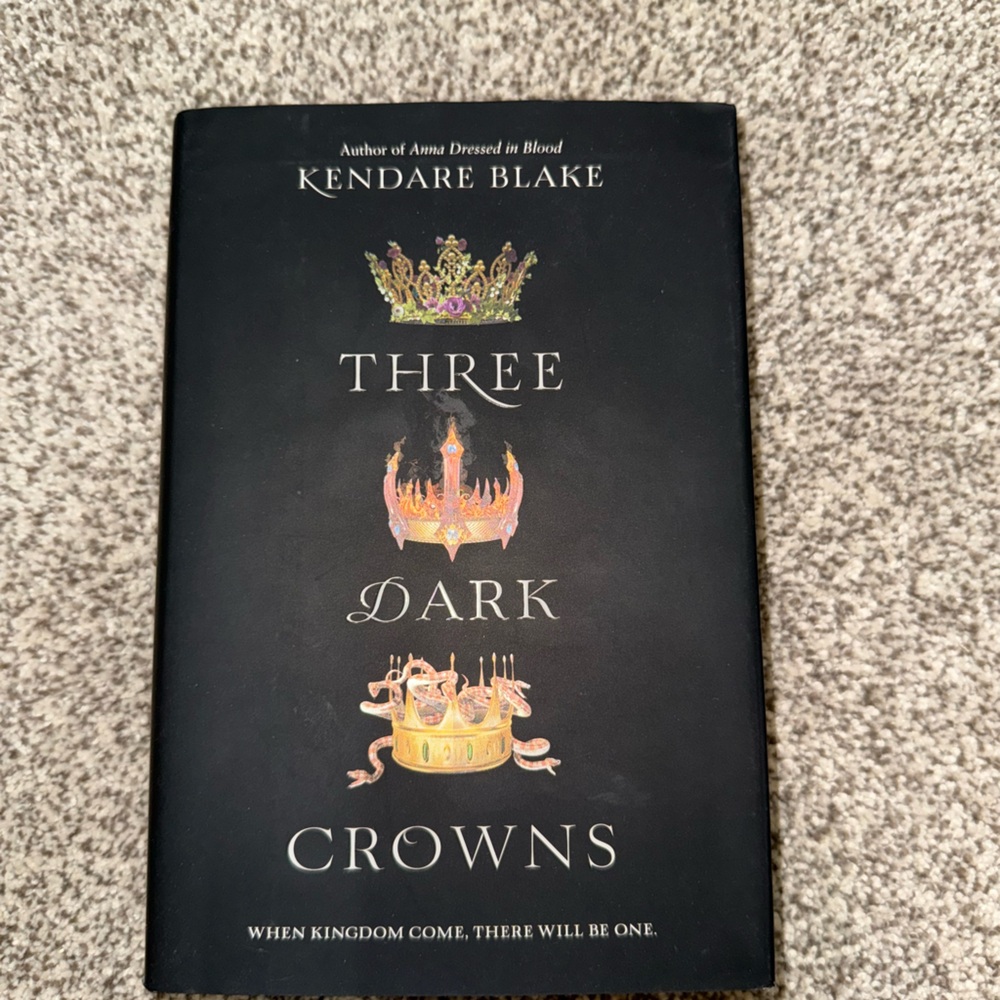 Author of Anna Dressed in Blood
KENDARE BLAKE
THREE
DARK
CROWNS
WHEN KINGDOM COME, THERE WILL BE ONE.